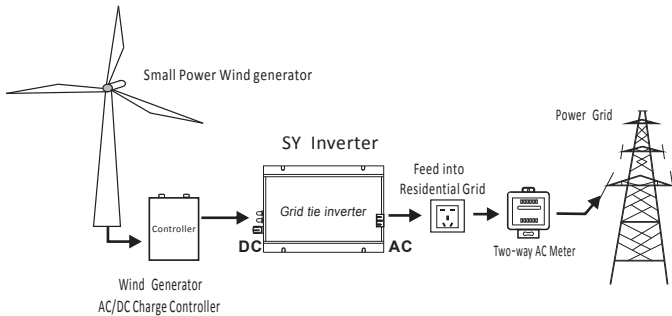 Small Power Wind generator
Power Grid
SY Inverter
Feed into
Residential Grid
Grid tie inverter
Controller
DC
AC
Two-way AC Meter
Wind Generator
AC/DC Charge Controller